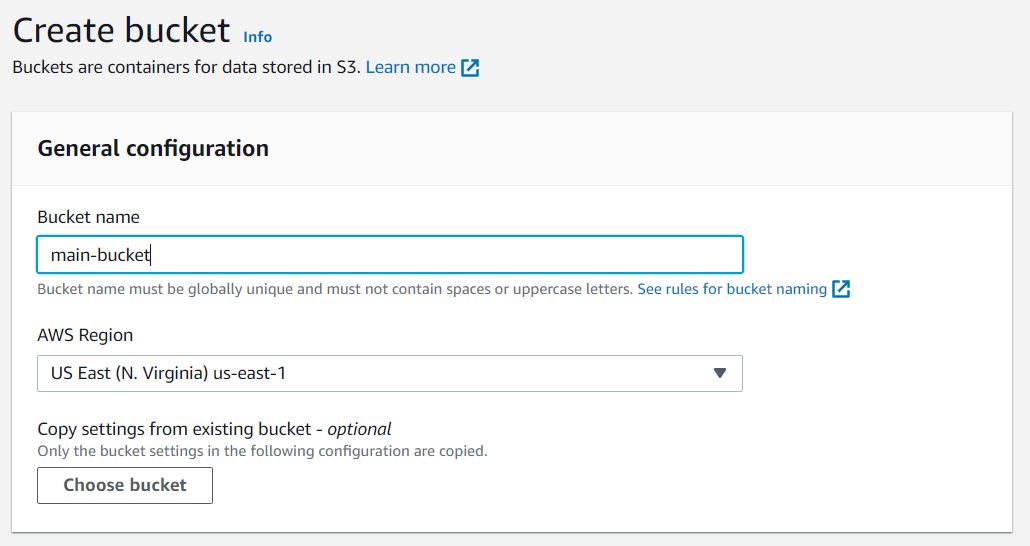 Create bucket Info
Buckets are containers for data stored in S3. Learn more
General configuration
Bucket name
main-bucket
Bucket name must be globally unique and must not contain spaces or uppercase letters. See rules for bucket naming
AWS Region
US East (N. Virginia) us-east-1
Copy settings from existing bucket - optional
Only the bucket settings in the following configuration are copied.
Choose bucket